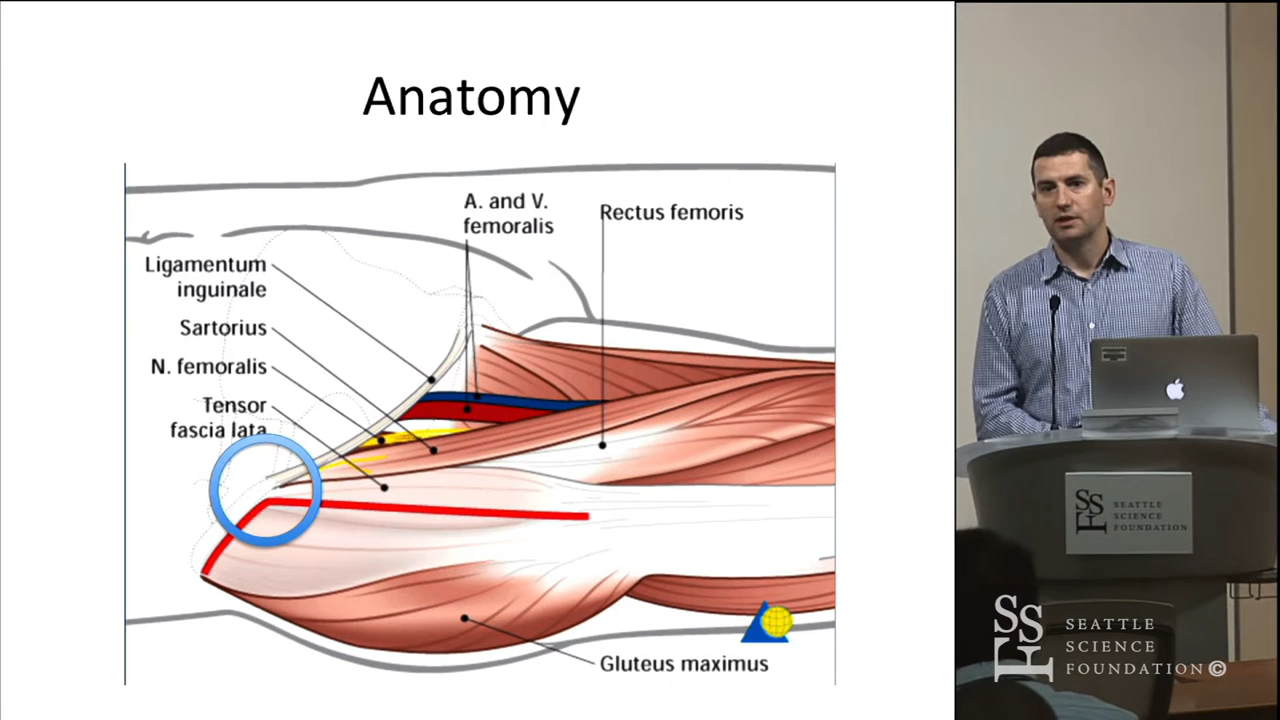 Anatomy
A. and V.
femoralis
Rectus femoris
Ligamentum
inguinale
Sartorius
N. femoralis
Tensor
fascia lata
Gluteus maximus
SSF
SEATTLE
SCIENCE
FOUNDATION
SSF
SEATTLE
SCIENCE
FOUNDATION©